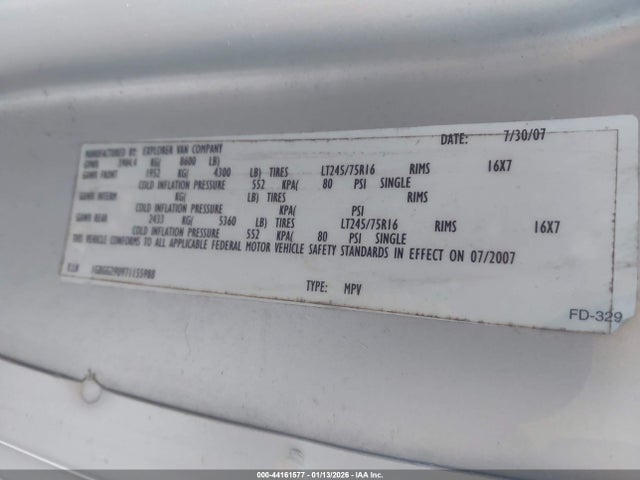 DATE: 7/30/07
MANUFACTURED BY: EXPLORER VAN COMPANY
GVWR 3904.4 KG( 8600 LB)
GAWR FRONT 1952 KG( 4300 LB) TIRES LT245/75R16 RIMS 16X7
COLD INFLATION PRESSURE 552 KPA( 80 PSI SINGLE
GAWR INTERM KG( LB) TIRES RIMS
COLD INFLATION PRESSURE KPA( PSI
GAWR REAR 2433 KG( 5360 LB) TIRES LT245/75R16 RIMS 16X7
COLD INFLATION PRESSURE 552 KPA( 80 PSI SINGLE
THIS VEHICLE CONFORMS TO ALL APPLICABLE FEDERAL MOTOR VEHICLE SAFETY STANDARDS IN EFFECT ON 07/2007
VIN
TYPE: MPV
FD-329
000-44161577 - 01/13/2026 - IAA Inc.